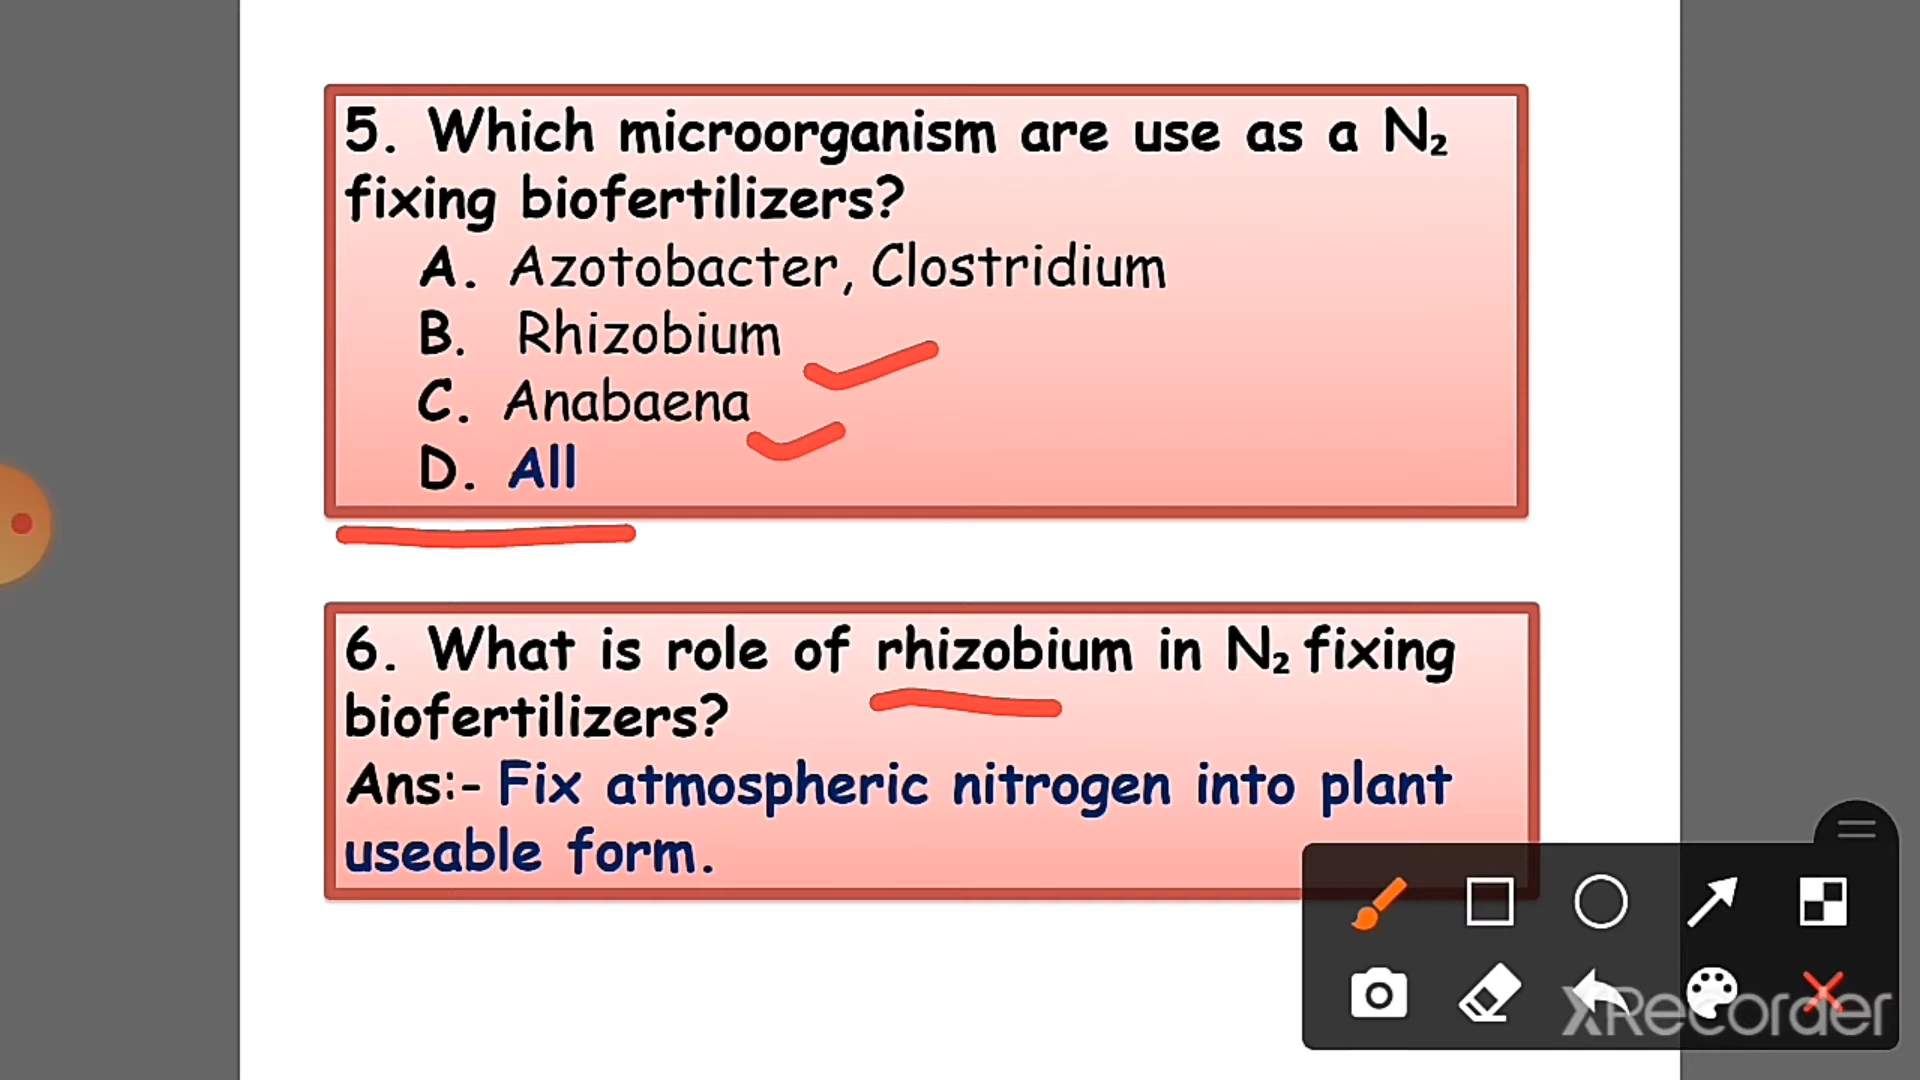 5. Which microorganism are use as a N₂
fixing biofertilizers?
A. Azotobacter, Clostridium
B. Rhizobium
C. Anabaena
D. All
6. What is role of rhizobium in N₂ fixing
biofertilizers?
Ans:- Fix atmospheric nitrogen into plant
useable form.
XRecorder